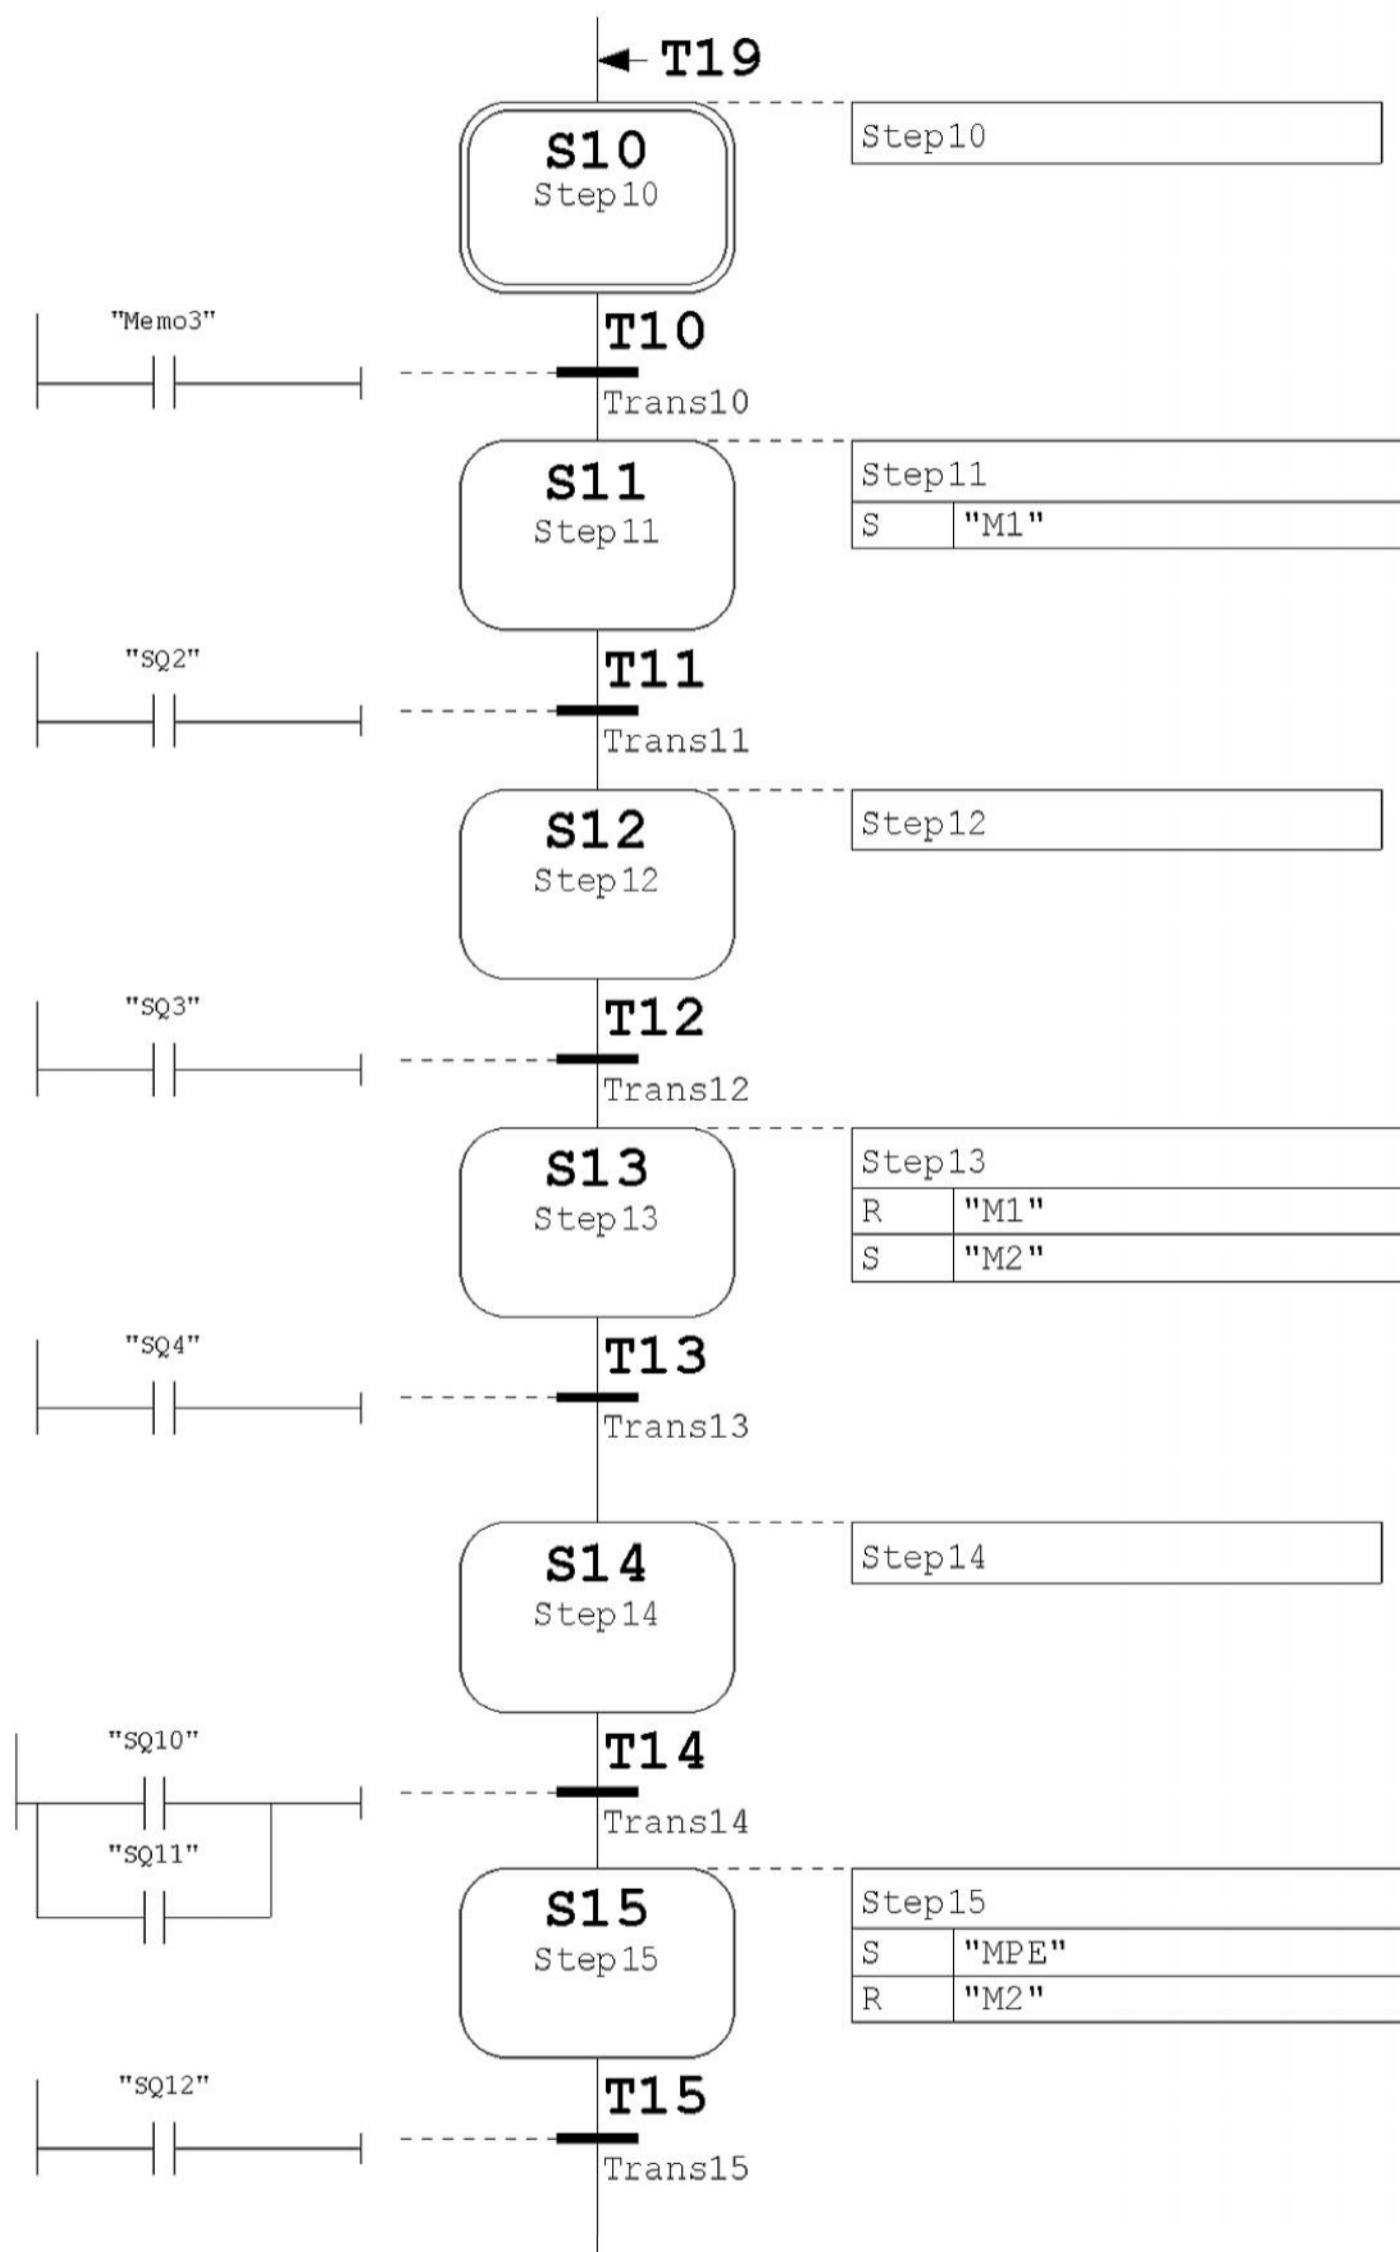 T19
S10
Step10
Step10
"Memo3"
T10
Trans10
S11
Step11
Step11
S "M1"
"SQ2"
T11
Trans11
S12
Step12
Step12
"SQ3"
T12
Trans12
S13
Step13
Step13
R "M1"
S "M2"
"SQ4"
T13
Trans13
S14
Step14
Step14
"SQ10"
T14
Trans14
"SQ11"
S15
Step15
Step15
S "MPE"
R "M2"
"SQ12"
T15
Trans15